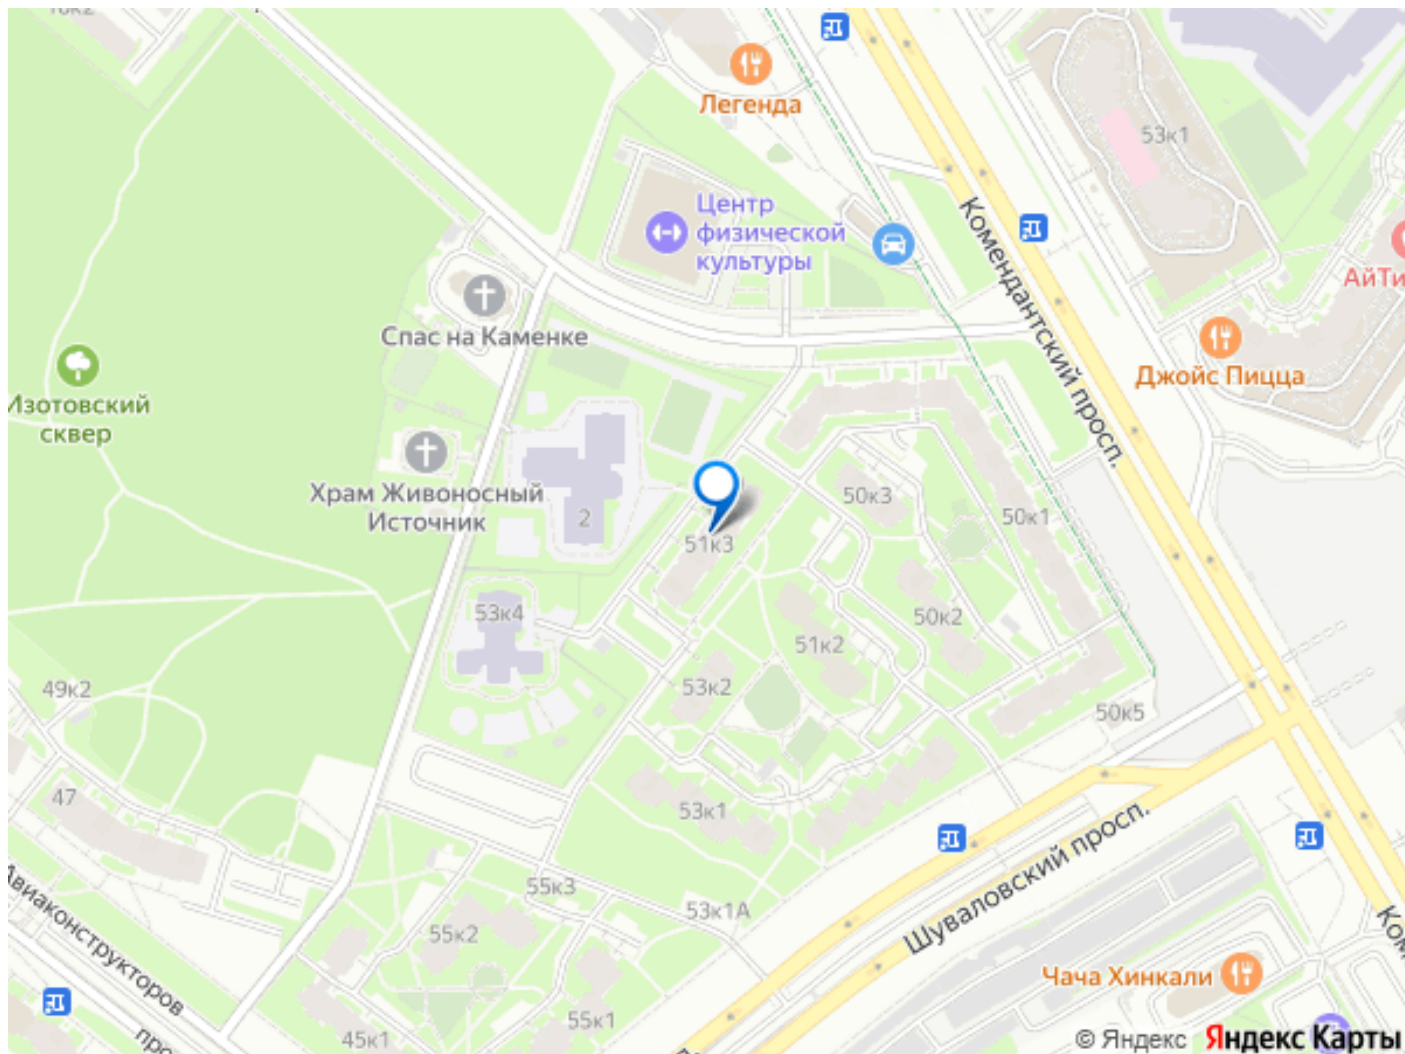 Легенда
53к1
Центр
физической
культуры
Комендантский просп.
АйТи
Спас на Каменке
Джойс Пицца
Изотовский
сквер
Храм Живоносный
Источник
2
50к3
50к1
51к3
53к4
50к2
51к2
49к2
53к2
50к5
47
53к1
Шуваловский просп.
Авиаконструкторов
55к3
53к1А
55к2
Чача Хинкали
55к1
45к1
© Яндекс Яндекс Карты